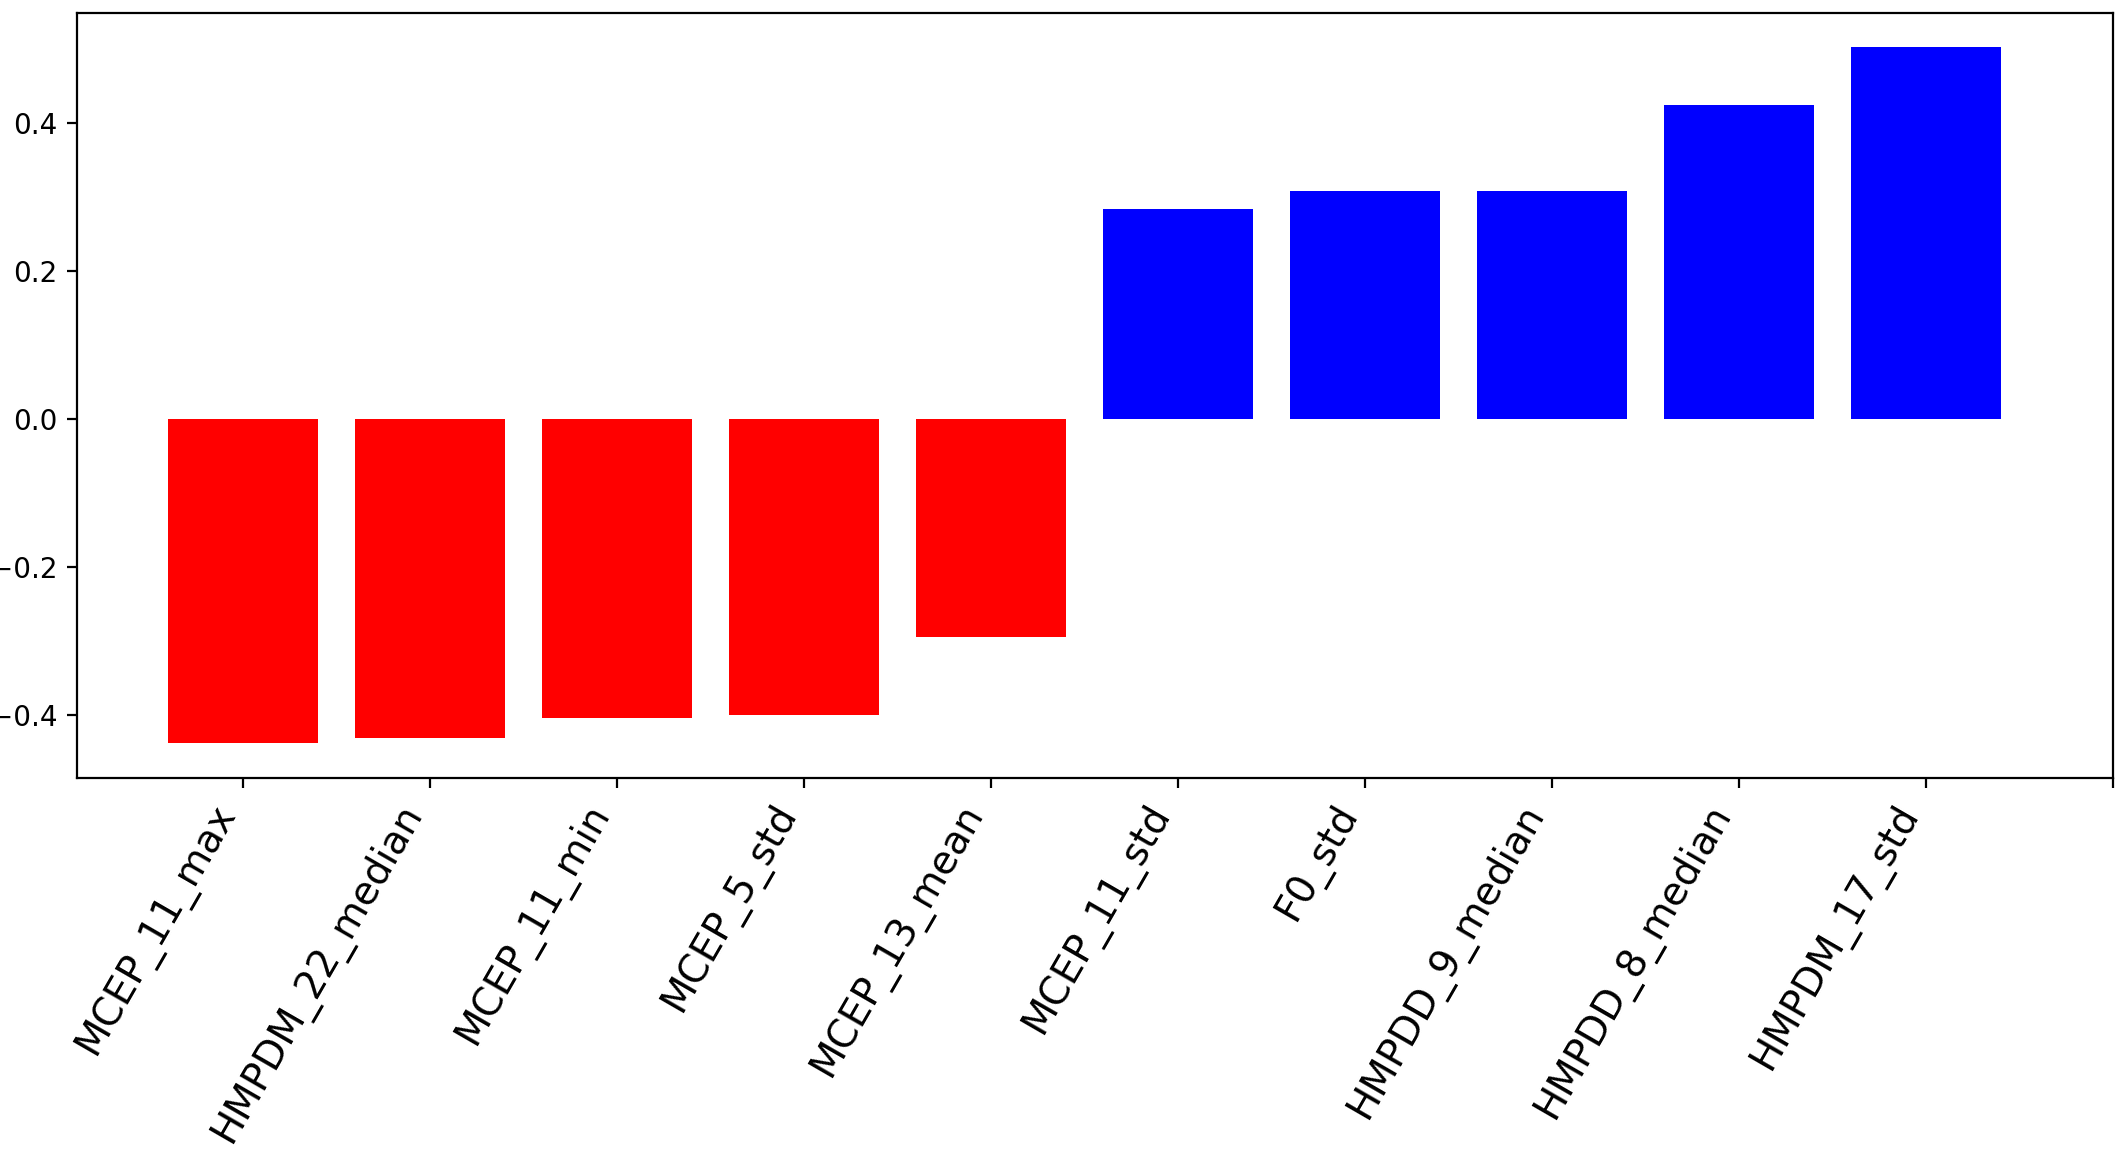 0.4
0.2
0.0
−0.2
−0.4
MCEP_11_max
HMPDM_22_median
MCEP_11_min
MCEP_5_std
MCEP_13_mean
MCEP_11_std
F0_std
HMPDD_9_median
HMPDD_8_median
HMPDM_17_std